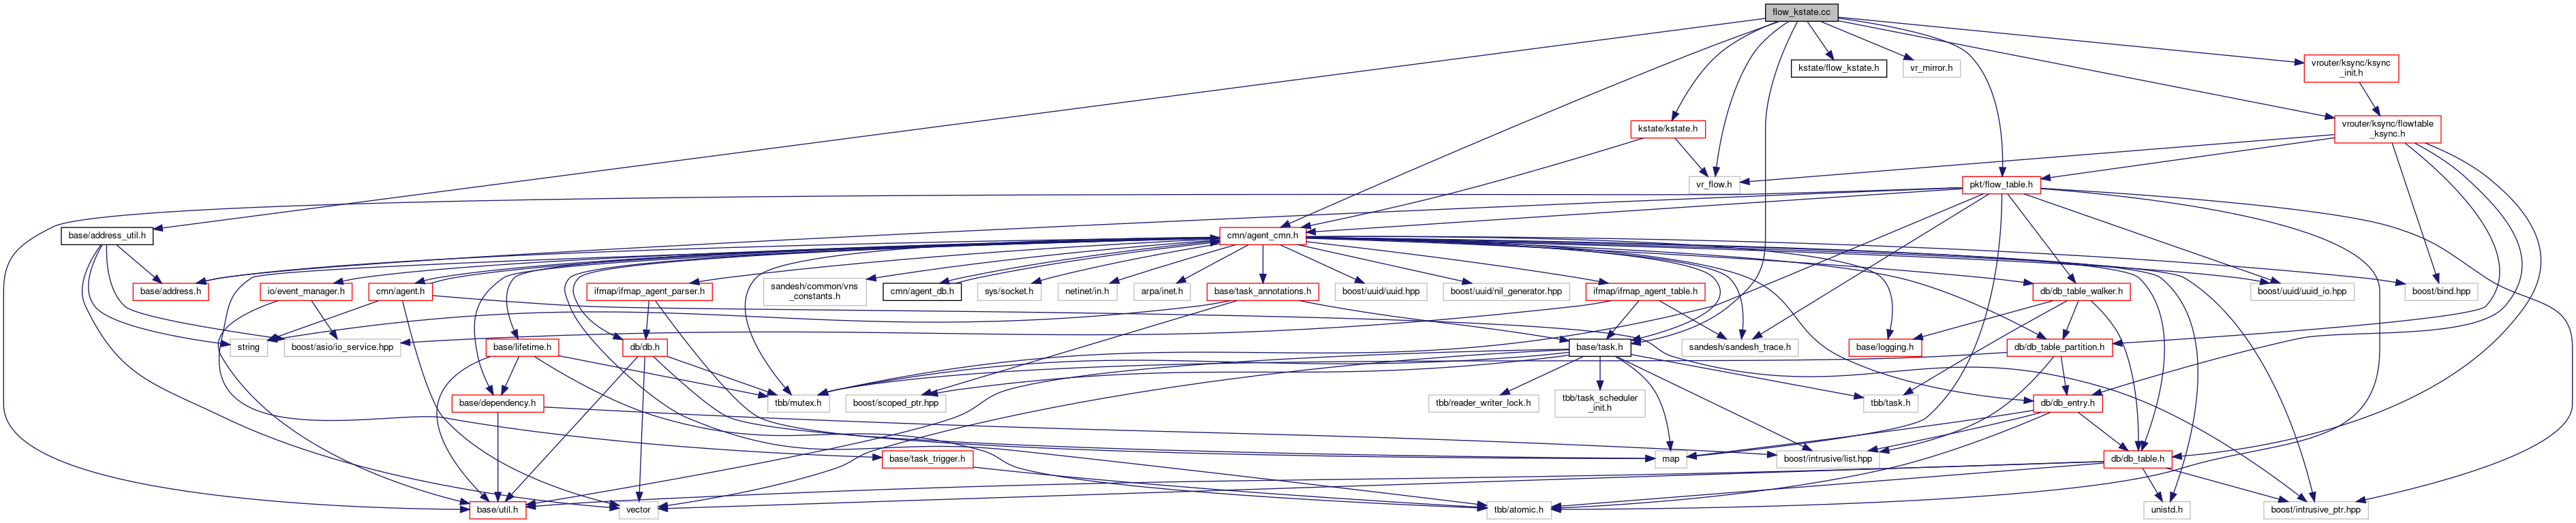 flow_kstate.cc
kstate/flow_kstate.h
vr_mirror.h
vrouter/ksync/ksync
_init.h
kstate/kstate.h
vrouter/ksync/flowtable
_ksync.h
vr_flow.h
pkt/flow_table.h
base/address_util.h
cmn/agent_cmn.h
base/address.h
io/event_manager.h
cmn/agent.h
ifmap/ifmap_agent_parser.h
sandesh/common/vns
_constants.h
cmn/agent_db.h
sys/socket.h
netinet/in.h
arpa/inet.h
base/task_annotations.h
boost/uuid/uuid.hpp
boost/uuid/nil_generator.hpp
ifmap/ifmap_agent_table.h
db/db_table_walker.h
boost/uuid/uuid_io.hpp
boost/bind.hpp
string
boost/asio/io_service.hpp
base/lifetime.h
db/db.h
base/task.h
sandesh/sandesh_trace.h
base/logging.h
db/db_table_partition.h
base/dependency.h
tbb/mutex.h
boost/scoped_ptr.hpp
tbb/reader_writer_lock.h
tbb/task_scheduler
_init.h
tbb/task.h
db/db_entry.h
base/task_trigger.h
map
boost/intrusive/list.hpp
db/db_table.h
base/util.h
vector
tbb/atomic.h
unistd.h
boost/intrusive_ptr.hpp